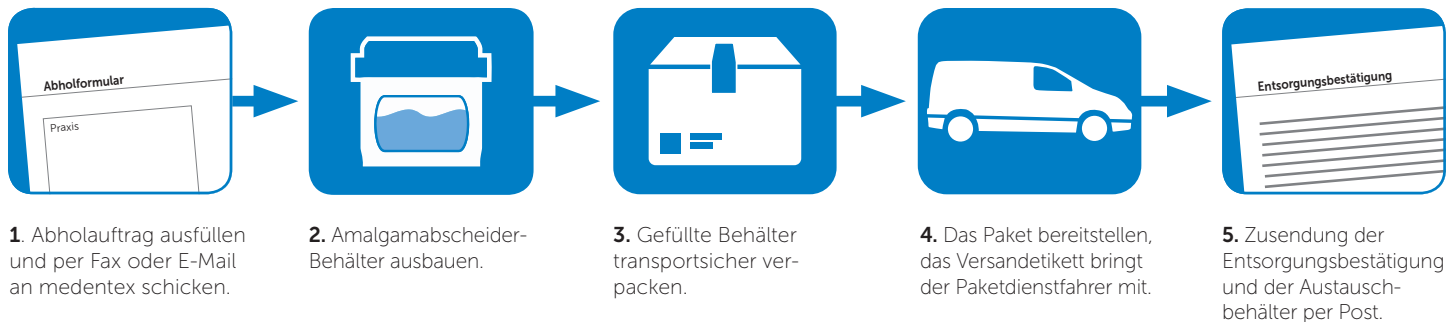 Abholformular
Praxis
Entsorgungsbestätigung
1. Abholauftrag ausfüllen
und per Fax oder E-Mail
an medentex schicken.
2. Amalgamabscheider-
Behälter ausbauen.
3. Gefüllte Behälter
transportsicher ver-
packen.
4. Das Paket bereitstellen,
das Versandetikett bringt
der Paketdienstfahrer mit.
5. Zusendung der
Entsorgungsbestätigung
und der Austausch-
behälter per Post.